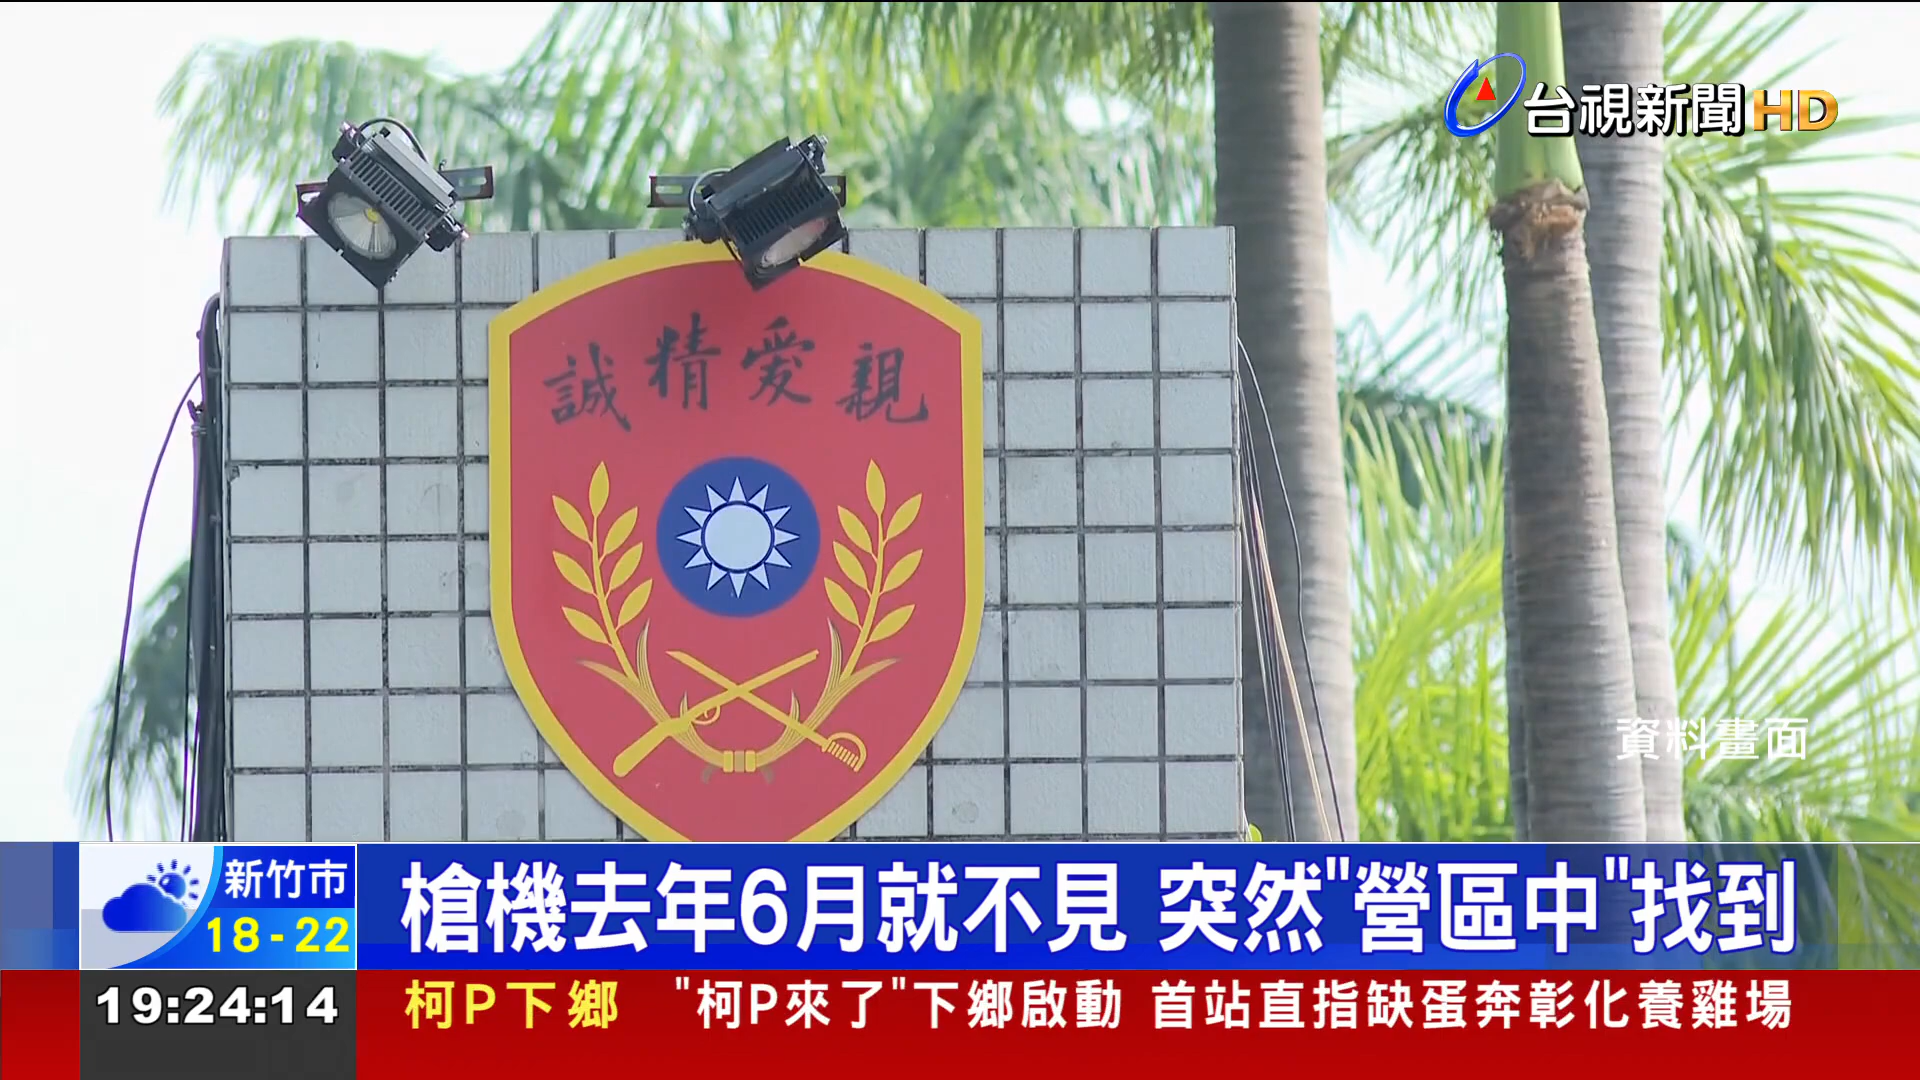 台視新聞HD
誠精愛親
資料畫面
新竹市
18-22
槍機去年6月就不見 突然"營區中"找到
19:24:14
柯P下鄉 "柯P來了"下鄉啟動 首站直指缺蛋奔彰化養雞場